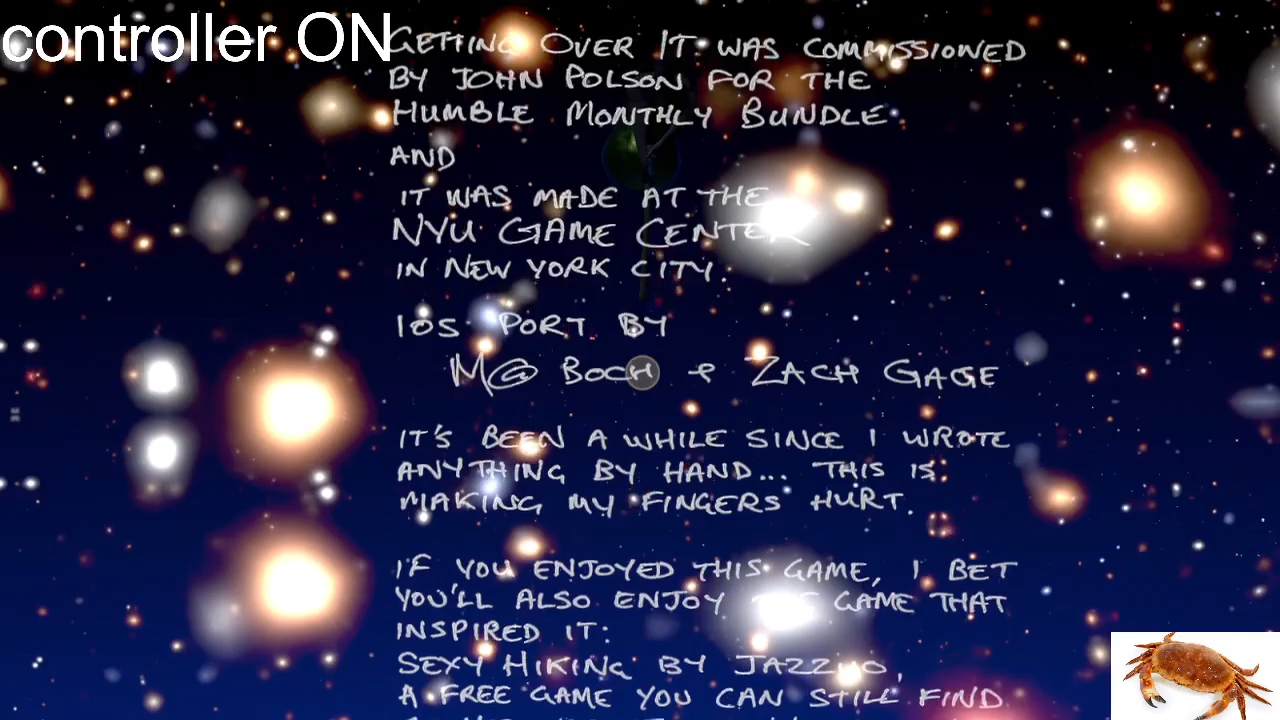 controller ON
GETTING OVER IT WAS COMMISSIONED
BY JOHN POLSON FOR THE
HUMBLE MONTHLY BUNDLE
AND
IT WAS MADE AT THE
NYU GAME CENTER
IN NEW YORK CITY.
IOS PORT BY
M@ BOCH & ZACH GAGE
IT'S BEEN A WHILE SINCE I WROTE
ANYTHING BY HAND... THIS IS
MAKING MY FINGERS HURT.
IF YOU ENJOYED THIS GAME, I BET
YOU'LL ALSO ENJOY THE GAME THAT
INSPIRED IT:
SEXY HIKING BY JAZZUO,
A FREE GAME YOU CAN STILL FIND